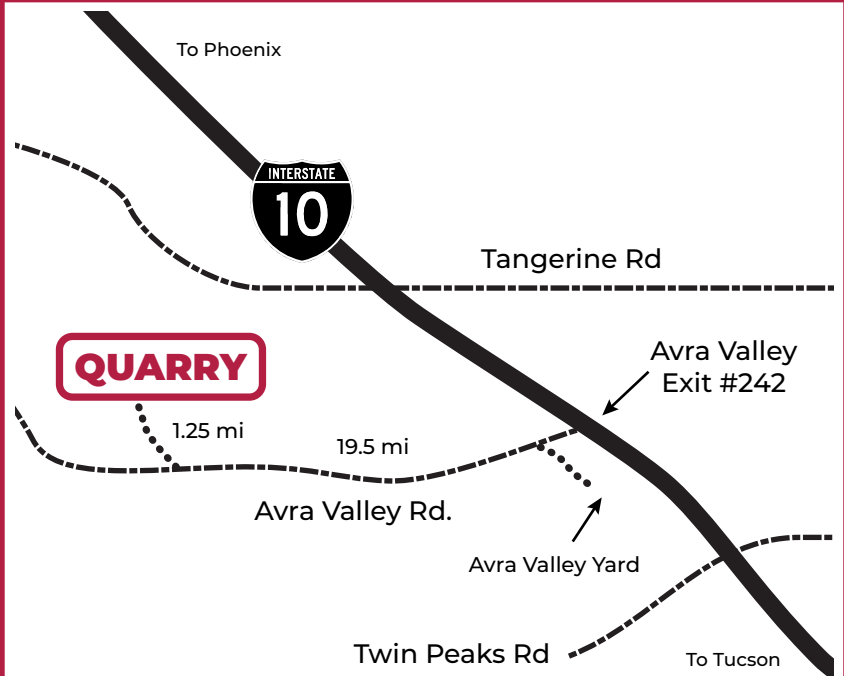 To Phoenix
INTERSTATE
10
Tangerine Rd
QUARRY
Avra Valley
Exit #242
1.25 mi
19.5 mi
Avra Valley Rd.
Avra Valley Yard
Twin Peaks Rd
To Tucson